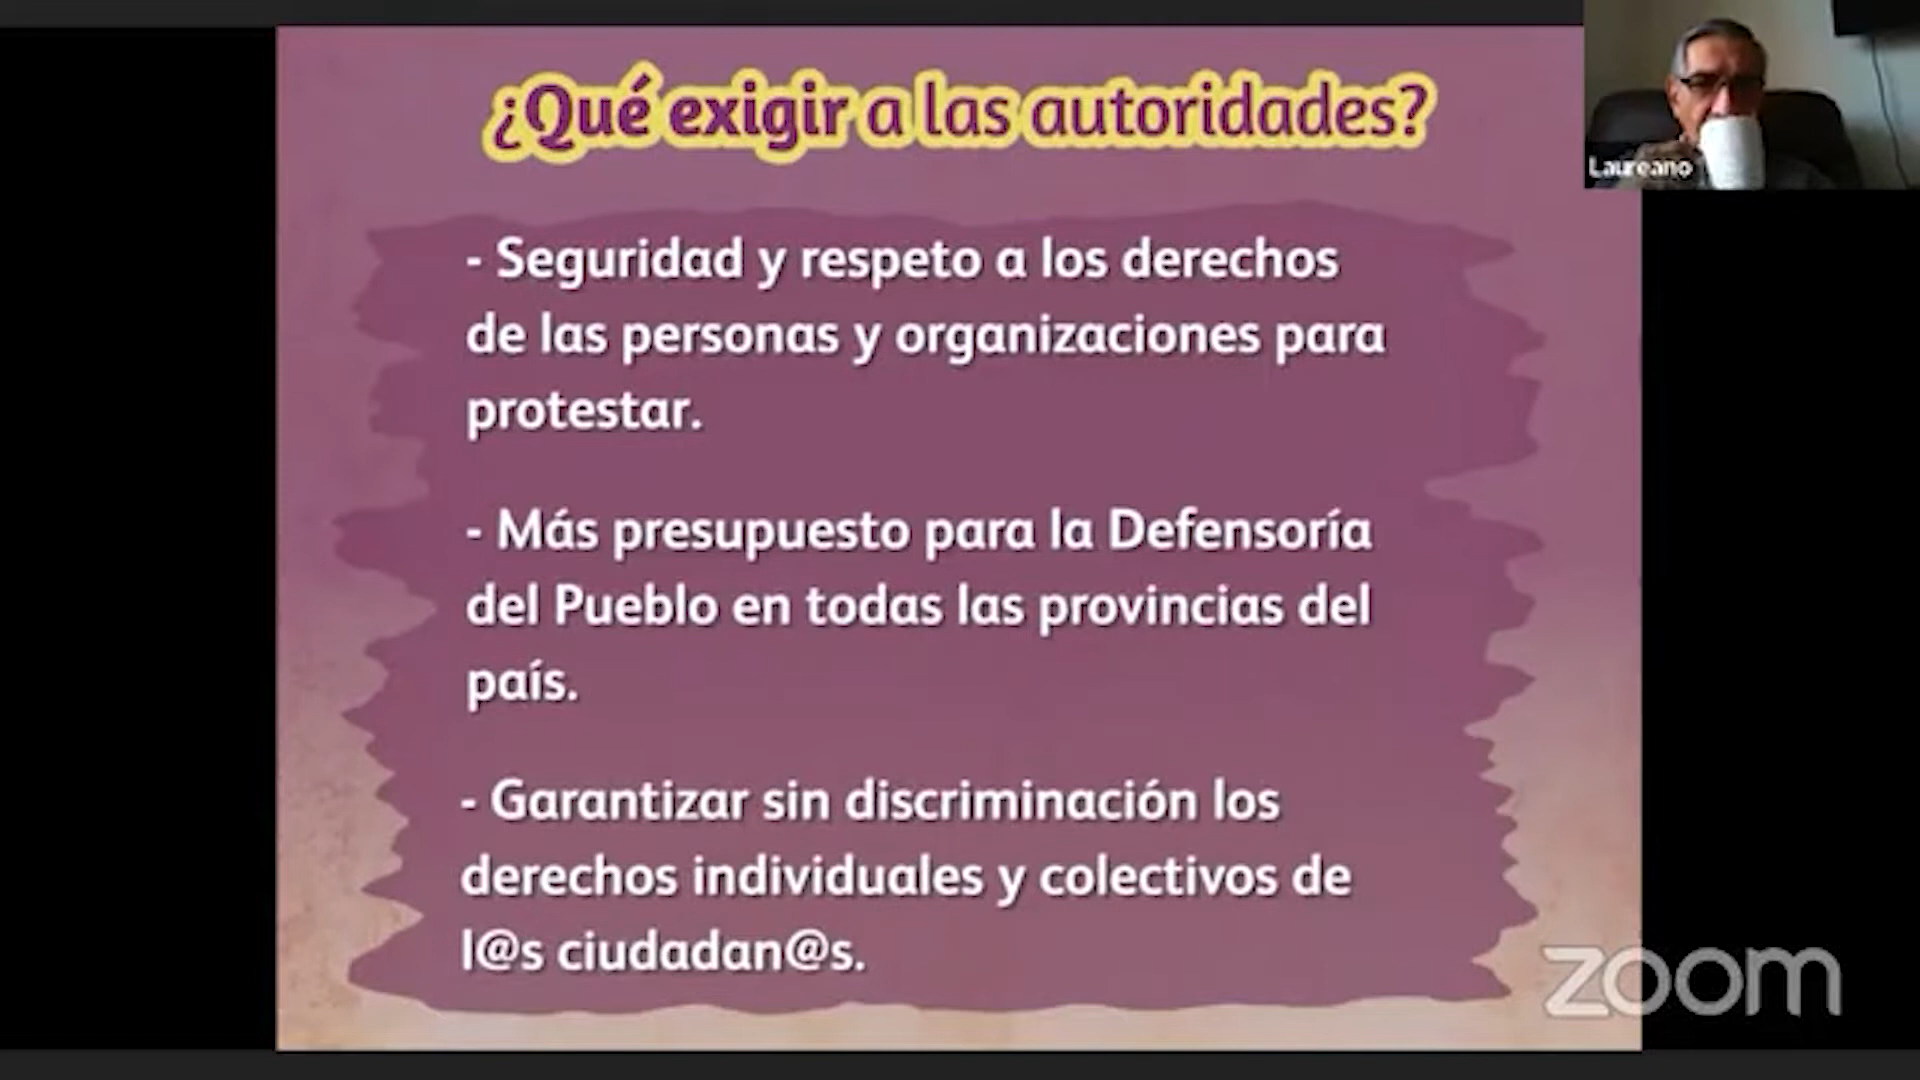 ¿Qué exigir a las autoridades?
Laureano
- Seguridad y respeto a los derechos
de las personas y organizaciones para
protestar.
- Más presupuesto para la Defensoría
del Pueblo en todas las provincias del
país.
- Garantizar sin discriminación los
derechos individuales y colectivos de
l@s ciudadan@s.
zoom